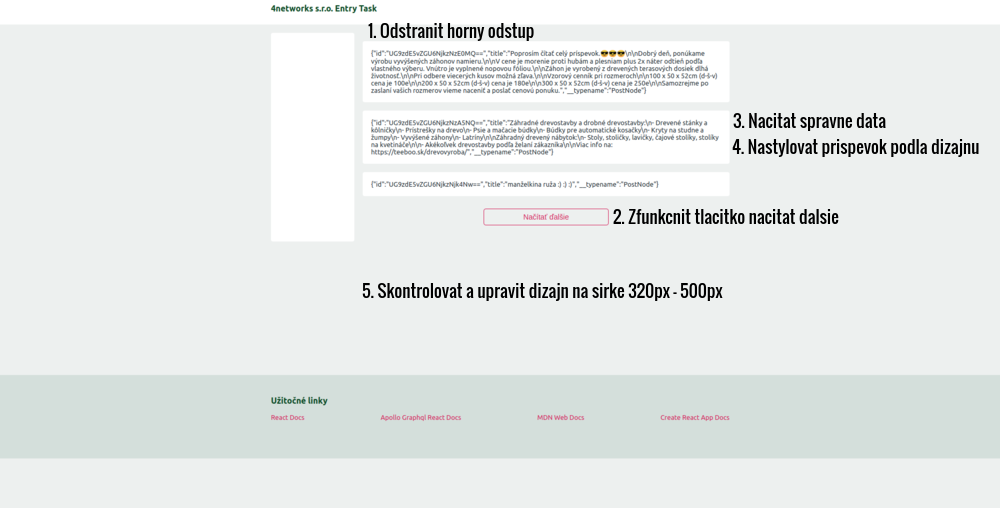 4networks s.r.o. Entry Task
1. Odstranit horny odstup
{"id":"UG9zdE5vZGU6NjkzNzE0MQ==","title":"Poprosím čítať celý príspevok.😎😎😎\n\nDobrý deň, ponúkame
výrobu vyvýšených záhonov namieru.\n\nV cene je morenie proti hubám a plesniam plus 2x náter odtieň podľa
vlastného výberu. Vnútro je vyplnené nopovou fóliou.\n\nZáhon je vyrobený z drevených terasových dosiek dlhá
životnosť.\n\nPri odbere viecerých kusov možná zľava.\n\nVzorový cenník pri rozmeroch\n\n100 x 50 x 52cm (d-š-v)
cena je 100e\n\n200 x 50 x 52cm (d-š-v) cena je 180e\n\n300 x 50 x 52cm (d-š-v) cena je 250e\n\nSamozrejme po
zaslaní vašich rozmerov vieme naceniť a poslať cenovú ponuku.","__typename":"PostNode"}
{"id":"UG9zdE5vZGU6NjkzNzA5NQ==","title":"Záhradné drevostavby a drobné drevostavby:\n- Drevené stánky a
kôlničky\n- Prístrešky na drevo\n- Psie a mačacie búdky\n- Búdky pre automatické kosačky\n- Kryty na studne a
žumpy\n- Vyvýšené záhony\n- Latríny\n\nZáhradný drevený nábytok:\n- Stoly, stoličky, lavičky, čajové stolíky, stolíky
na kvetináče\n\n- Akékoľvek drevostavby podľa želaní zákazníka\n\nViac info na:
https://teeboo.sk/drevovyroba/","__typename":"PostNode"}
3. Nacitat spravne data
4. Nastylovat prispevok podla dizajnu
{"id":"UG9zdE5vZGU6NjkzNjk4Nw==","title":"manželkina ruža :) :) :)","__typename":"PostNode"}
Načítať ďalšie
2. Zfunkcnit tlacitko nacitat dalsie
5. Skontrolovat a upravit dizajn na sirke 320px - 500px
Užitočné linky
React Docs
Apollo Graphql React Docs
MDN Web Docs
Create React App Docs